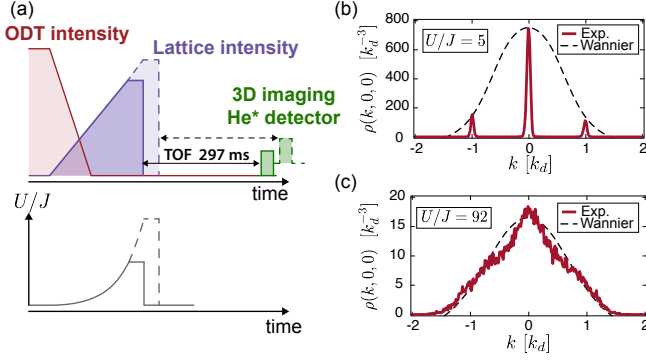 (a)
ODT intensity
Lattice intensity
3D imaging
He* detector
TOF 297 ms
time
U/J
time
(b)
ρ(k, 0, 0) [k_d^{-3}]
800
600
400
200
0
U/J = 5
Exp.
Wannier
-2 -1 0 1 2
k [k_d]
(c)
ρ(k, 0, 0) [k_d^{-3}]
20
15
10
5
0
U/J = 92
Exp.
Wannier
-2 -1 0 1 2
k [k_d]